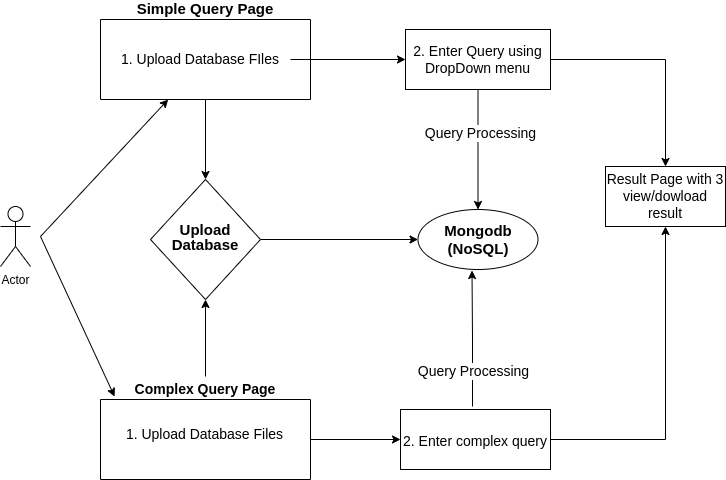 Simple Query Page
1. Upload Database FIles
2. Enter Query using
DropDown menu
Query Processing
Result Page with 3
view/dowload
result
Upload
Database
Mongodb
(NoSQL)
Actor
Query Processing
Complex Query Page
1. Upload Database Files
2. Enter complex query